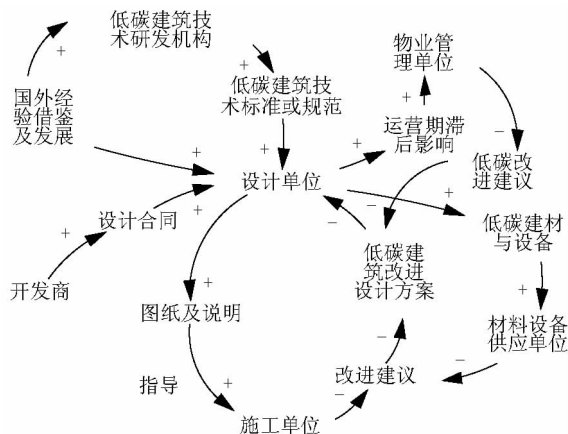 低碳建筑技
术研发机构
+
+
国外经
验借鉴
及发展
低碳建筑技
术标准或规范
物业管
理单位
+
+
运营期滞
后影响
+
−
低碳改
进建议
+
+
设计单位
−
−
+
设计合同
+
+
低碳建材
与设备
低碳建
筑改进
设计方案
开发商
+
图纸及说明
+
材料设备
供应单位
−
指导
+
改进建议
−
−
施工单位